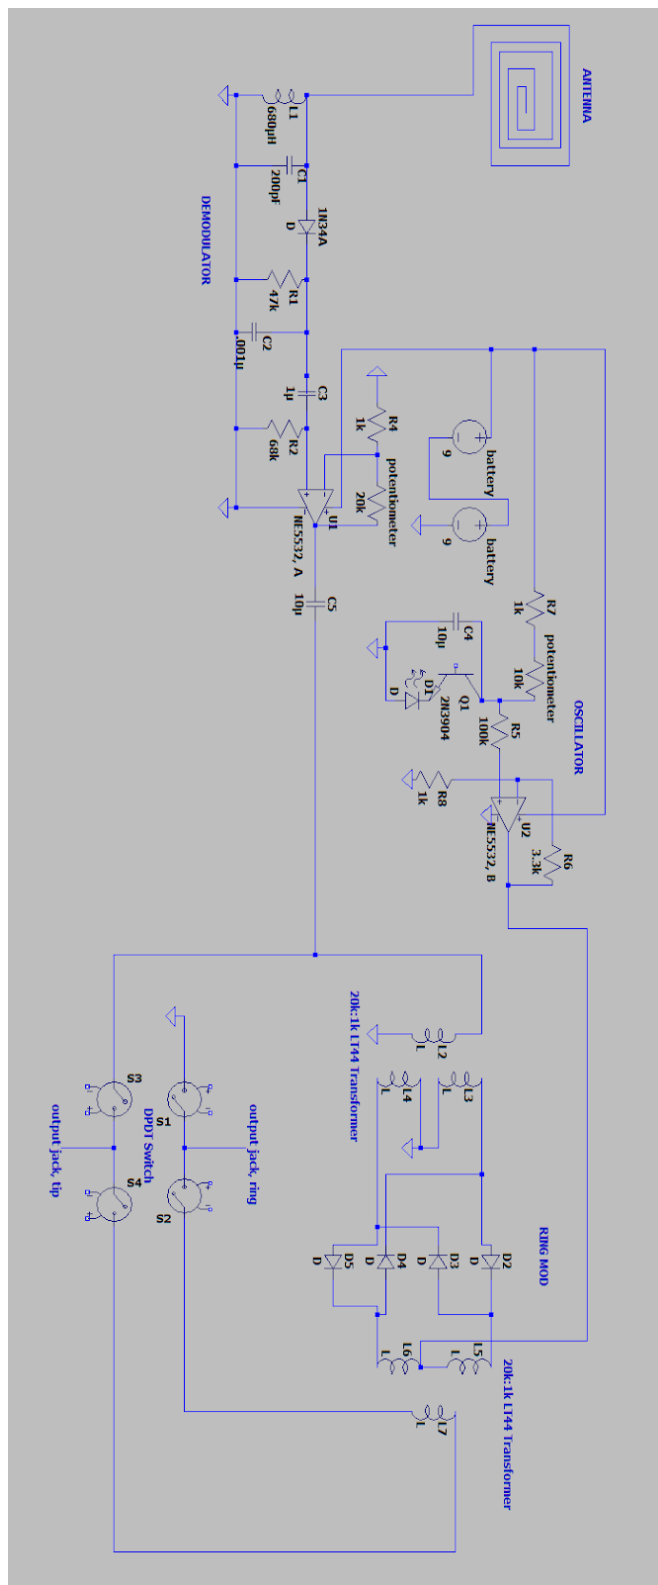 ANTENNA
L1
680µH
C1
200pF
1N34A
D
DEMODULATOR
R1
47k
C2
.001µ
C3
1µ
R2
68k
R4
1k
potentiometer
20k
U1
NE5532, A
C5
10µ
battery
9
battery
9
R7
1k
potentiometer
10k
OSCILLATOR
C4
10µ
D1
D
Q1
2N3904
R5
100k
R8
1k
U2
NE5532, B
R6
3.3k
20k:1k LT44 Transformer
L2
L
L3
L
L4
L
S3
S1
DPDT Switch
S4
S2
output jack, tip
output jack, ring
RING MOD
D2
D
D3
D
D4
D
D5
D
L5
L
L6
L
20k:1k LT44 Transformer
L7
L